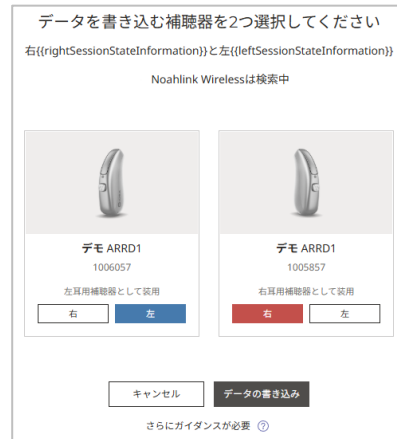 データを書き込む補聴器を2つ選択してください
右{{rightSessionStateInformation}}と左{{leftSessionStateInformation}}
Noahlink Wirelessは検索中
デモ ARRD1
1006057
左耳用補聴器として装用
右 左
デモ ARRD1
1005857
右耳用補聴器として装用
右 左
キャンセル データの書き込み
さらにガイダンスが必要 ?